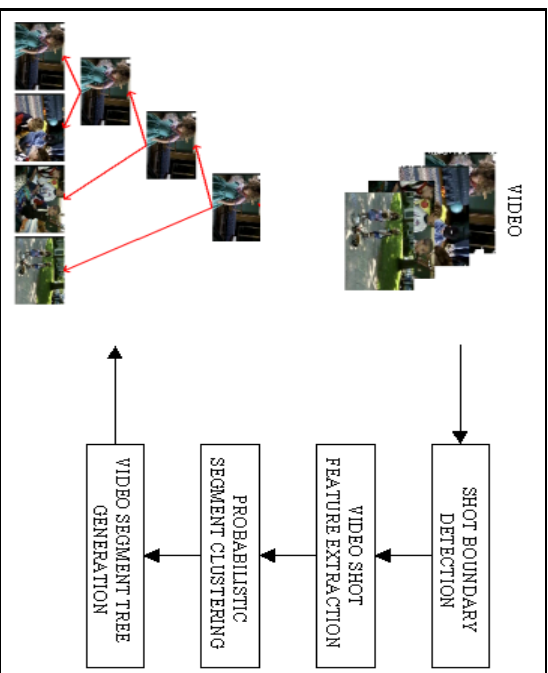 VIDEO
SHOT BOUNDARY
DETECTION
VIDEO SHOT
FEATURE EXTRACTION
PROBABILISTIC
SEGMENT CLUSTERING
VIDEO SEGMENT TREE
GENERATION